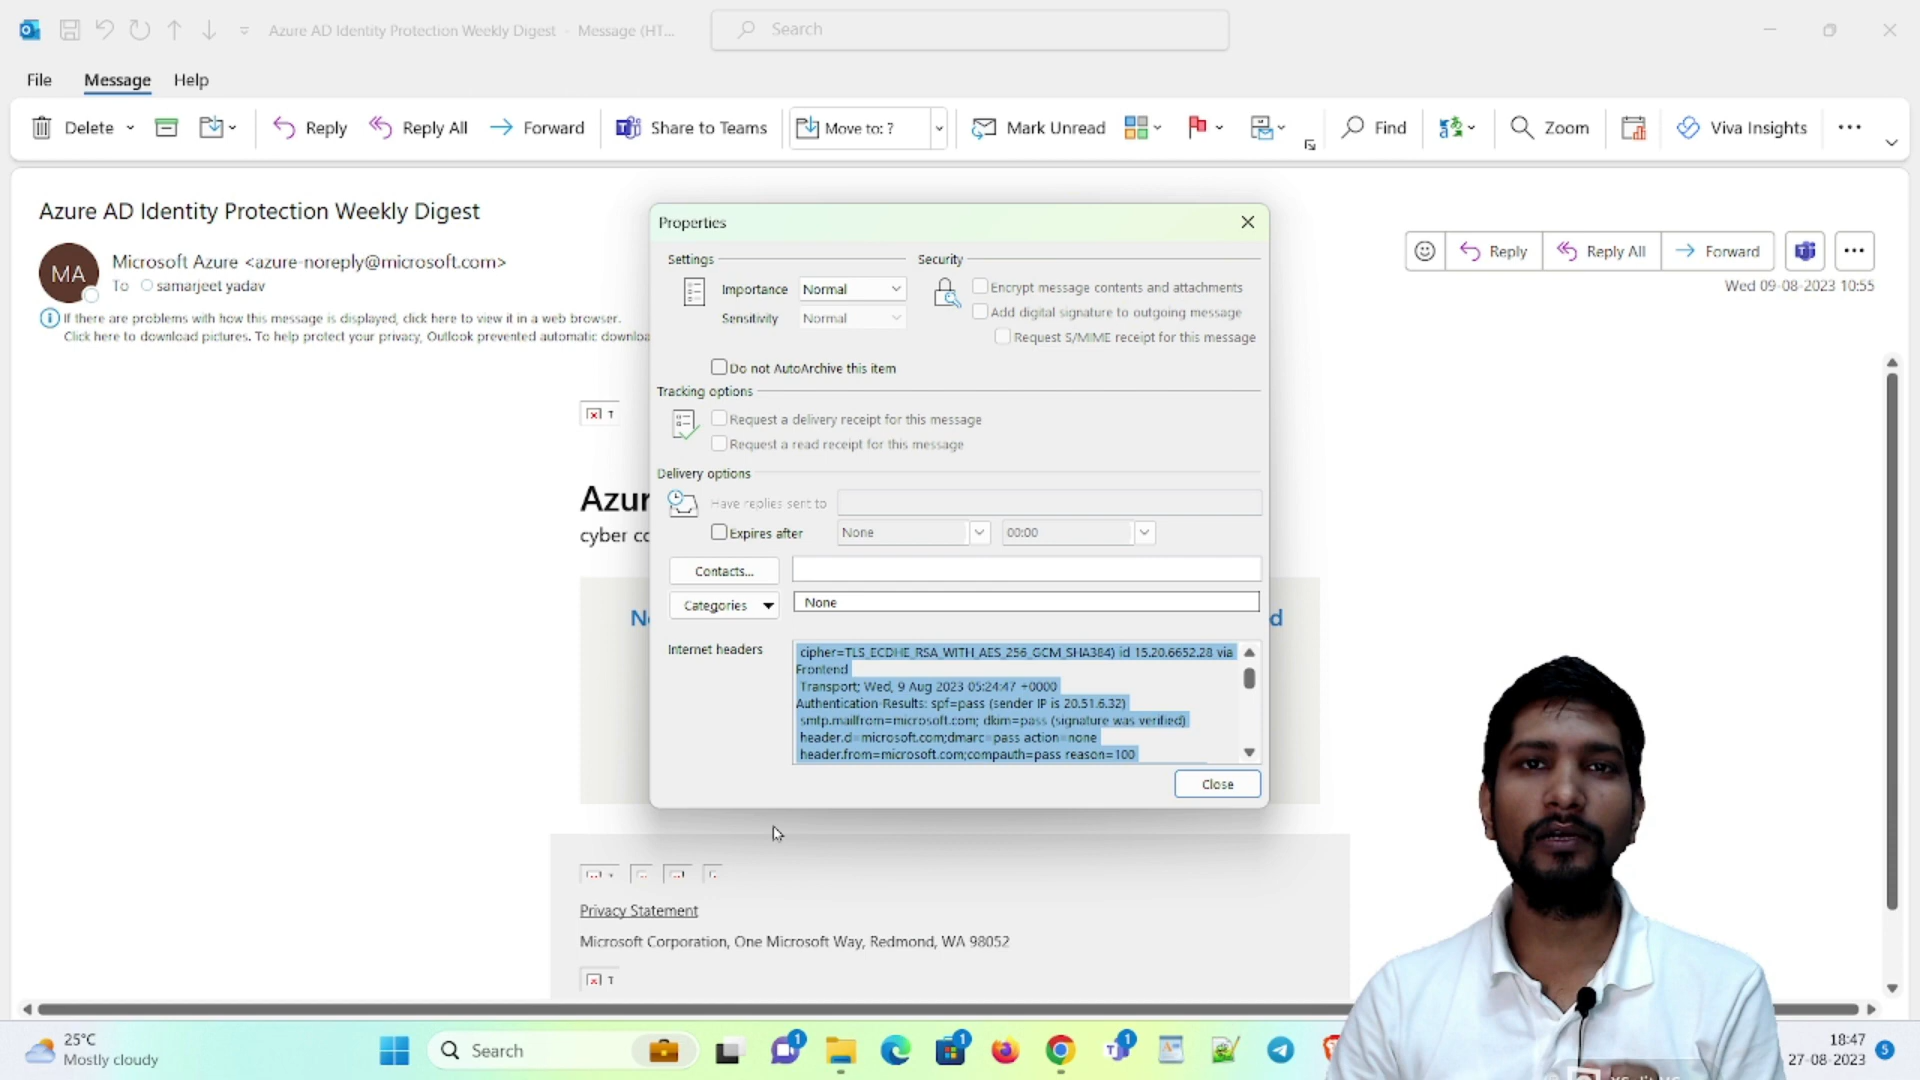 Azure AD Identity Protection Weekly Digest - Message (HT...
Search
File
Message
Help
Delete
Reply
Reply All
Forward
Share to Teams
Move to: ?
Mark Unread
Find
Zoom
Viva Insights
Azure AD Identity Protection Weekly Digest
MA
Microsoft Azure <azure-noreply@microsoft.com>
To samarjeet yadav
If there are problems with how this message is displayed, click here to view it in a web browser.
Click here to download pictures. To help protect your privacy, Outlook prevented automatic downloa
Reply
Reply All
Forward
Wed 09-08-2023 10:55
Azur
cyber co
Properties
Settings
Security
Importance Normal
Sensitivity Normal
Encrypt message contents and attachments
Add digital signature to outgoing message
Request S/MIME receipt for this message
Do not AutoArchive this item
Tracking options
Request a delivery receipt for this message
Request a read receipt for this message
Delivery options
Have replies sent to
Expires after None 00:00
Contacts...
Categories None
Internet headers
cipher=TLS_ECDHE_RSA_WITH_AES_256_GCM_SHA384) id 15.20.6652.28 via
Frontend
Transport; Wed, 9 Aug 2023 05:24:47 +0000
Authentication-Results: spf=pass (sender IP is 20.51.6.32)
smtp.mailfrom=microsoft.com; dkim=pass (signature was verified)
header.d=microsoft.com;dmarc=pass action=none
header.from=microsoft.com;compauth=pass reason=100
Close
Privacy Statement
Microsoft Corporation, One Microsoft Way, Redmond, WA 98052
25°C
Mostly cloudy
Search
1
1
1
18:47
27-08-2023
5